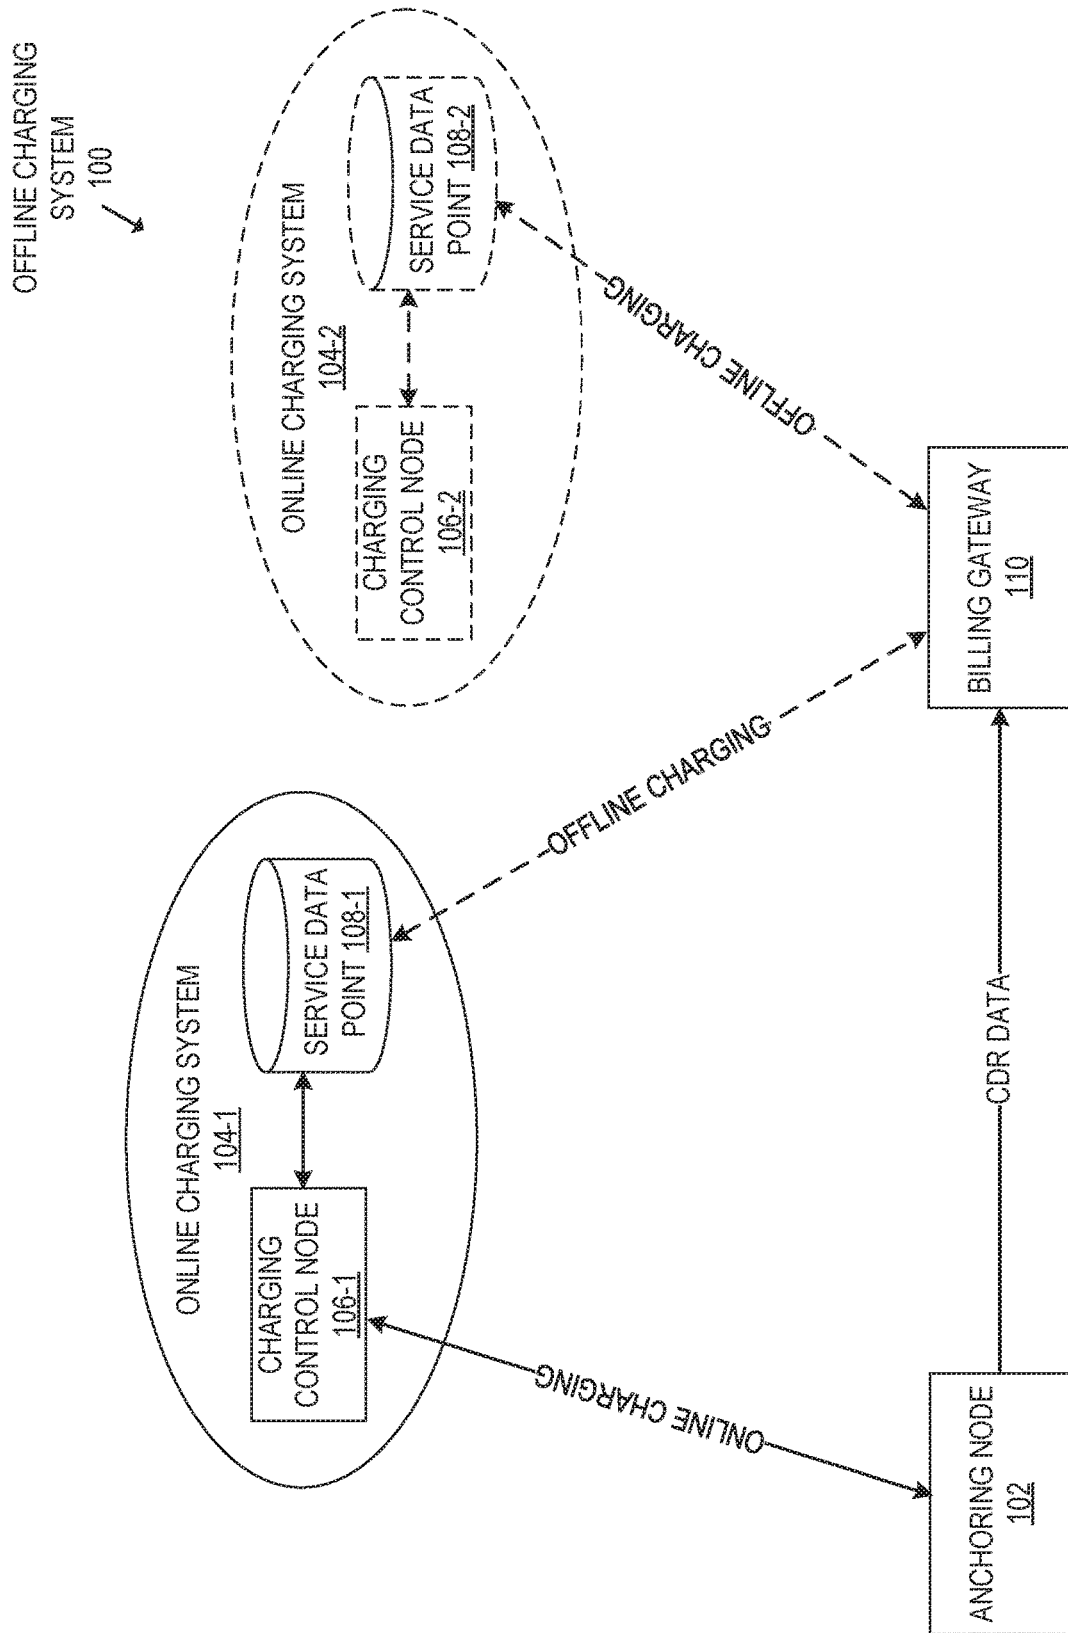 OFFLINE CHARGING
SYSTEM
100
ONLINE CHARGING SYSTEM
104-1
CHARGING
CONTROL NODE
106-1
SERVICE DATA
POINT 108-1
ONLINE CHARGING SYSTEM
104-2
CHARGING
CONTROL NODE
106-2
SERVICE DATA
POINT 108-2
ONLINE CHARGING
OFFLINE CHARGING
OFFLINE CHARGING
ANCHORING NODE
102
CDR DATA
BILLING GATEWAY
110